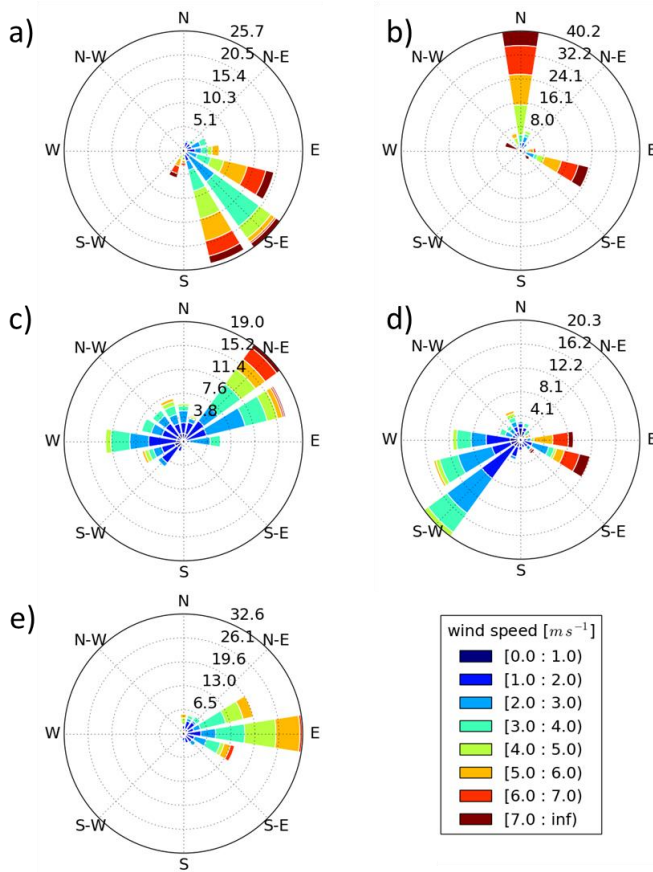 a)
N
25.7
20.5
15.4
10.3
5.1
N-W
N-E
W
E
S-W
S-E
S
b)
N
40.2
32.2
24.1
16.1
8.0
N-W
N-E
W
E
S-W
S-E
S
c)
N
19.0
15.2
11.4
7.6
3.8
N-W
N-E
W
E
S-W
S-E
S
d)
N
20.3
16.2
12.2
8.1
4.1
N-W
N-E
W
E
S-W
S-E
S
e)
N
32.6
26.1
19.6
13.0
6.5
N-W
N-E
W
E
S-W
S-E
S
wind speed [m s⁻¹]
[0.0 : 1.0)
[1.0 : 2.0)
[2.0 : 3.0)
[3.0 : 4.0)
[4.0 : 5.0)
[5.0 : 6.0)
[6.0 : 7.0)
[7.0 : inf)